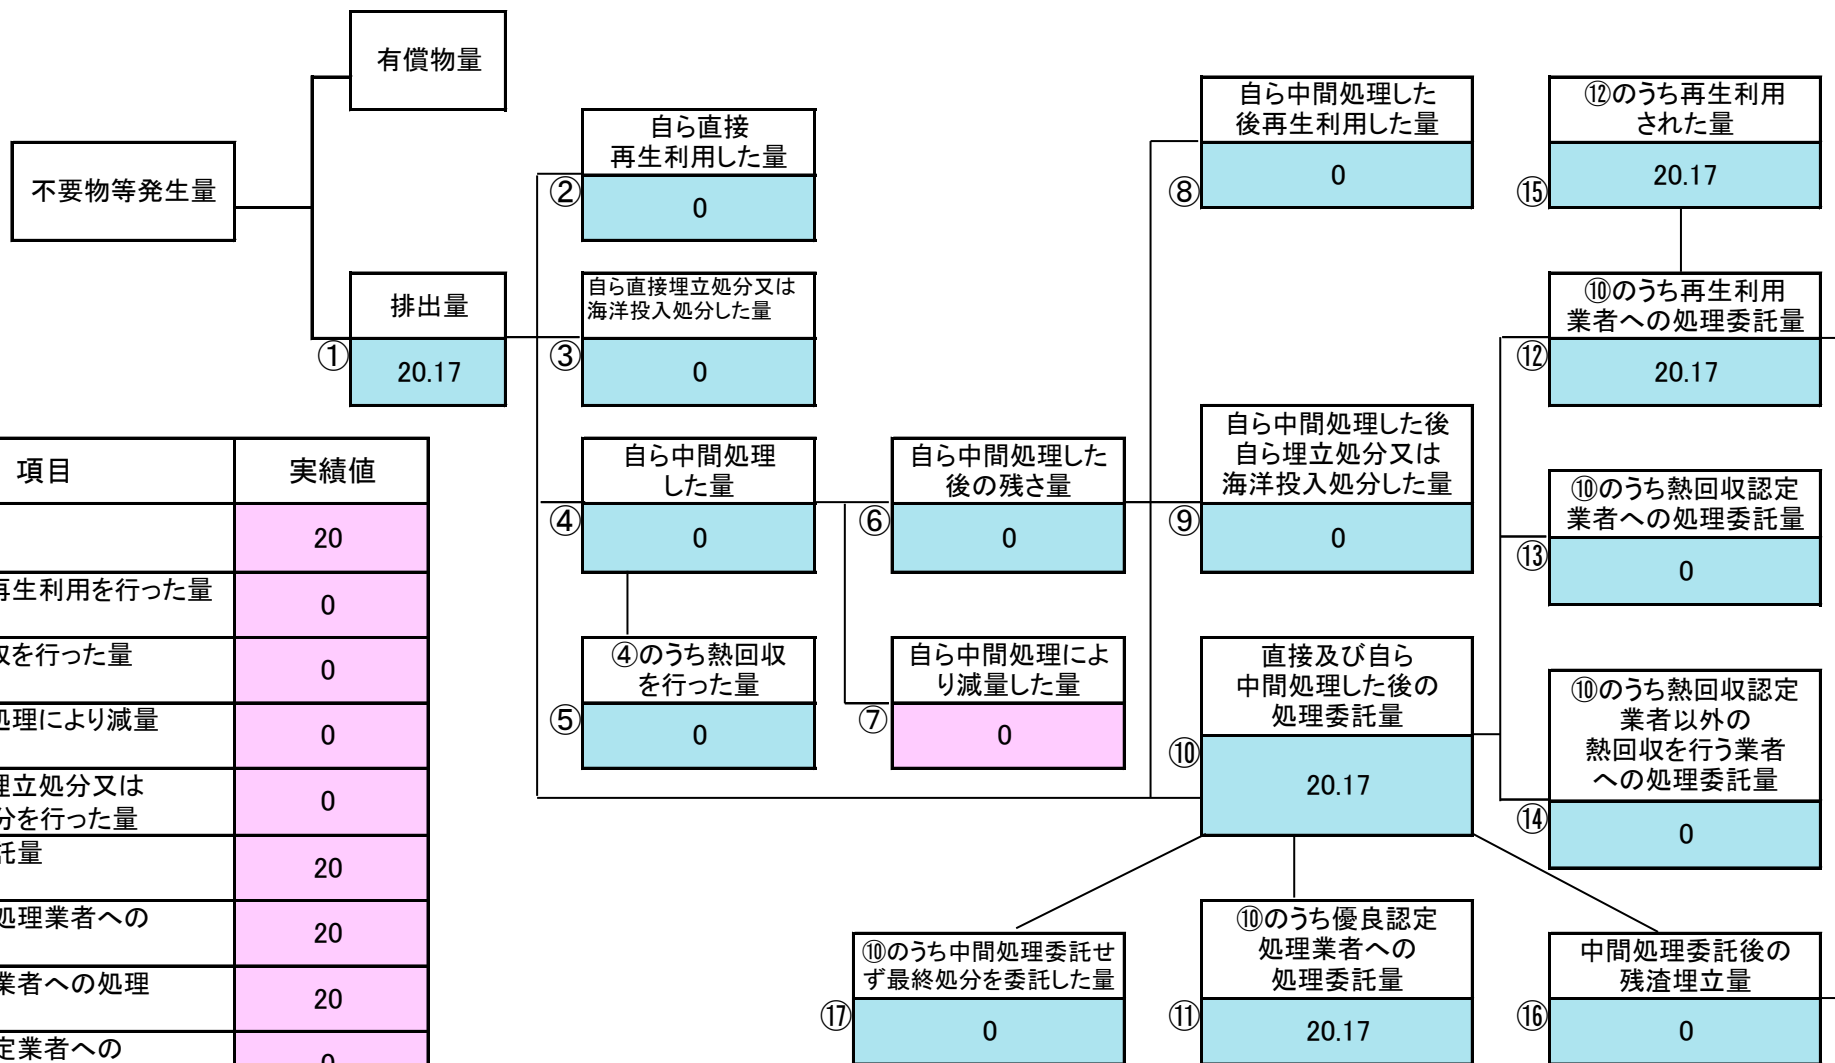 有償物量
不要物等発生量
排出量
①
20.17
自ら直接
再生利用した量
②
0
自ら直接埋立処分又は
海洋投入処分した量
③
0
自ら中間処理
した量
④
0
④のうち熱回収
を行った量
⑤
0
自ら中間処理した
後の残さ量
⑥
0
自ら中間処理によ
り減量した量
⑦
0
自ら中間処理した
後再生利用した量
⑧
0
自ら中間処理した後
自ら埋立処分又は
海洋投入処分した量
⑨
0
直接及び自ら
中間処理した後の
処理委託量
⑩
20.17
⑩のうち優良認定
処理業者への
処理委託量
⑪
20.17
⑫のうち再生利用
された量
⑮
20.17
⑩のうち再生利用
業者への処理委託量
⑫
20.17
⑩のうち熱回収認定
業者への処理委託量
⑬
0
⑩のうち熱回収認定
業者以外の
熱回収を行う業者
への処理委託量
⑭
0
⑩のうち中間処理委託せ
ず最終処分を委託した量
⑰
0
中間処理委託後の
残渣埋立量
⑯
0
項目 実績値
20
再生利用を行った量 0
を行った量 0
処理により減量 0
埋立処分又は
分を行った量 0
託量 20
処理業者への 20
業者への処理 20
定業者への 0